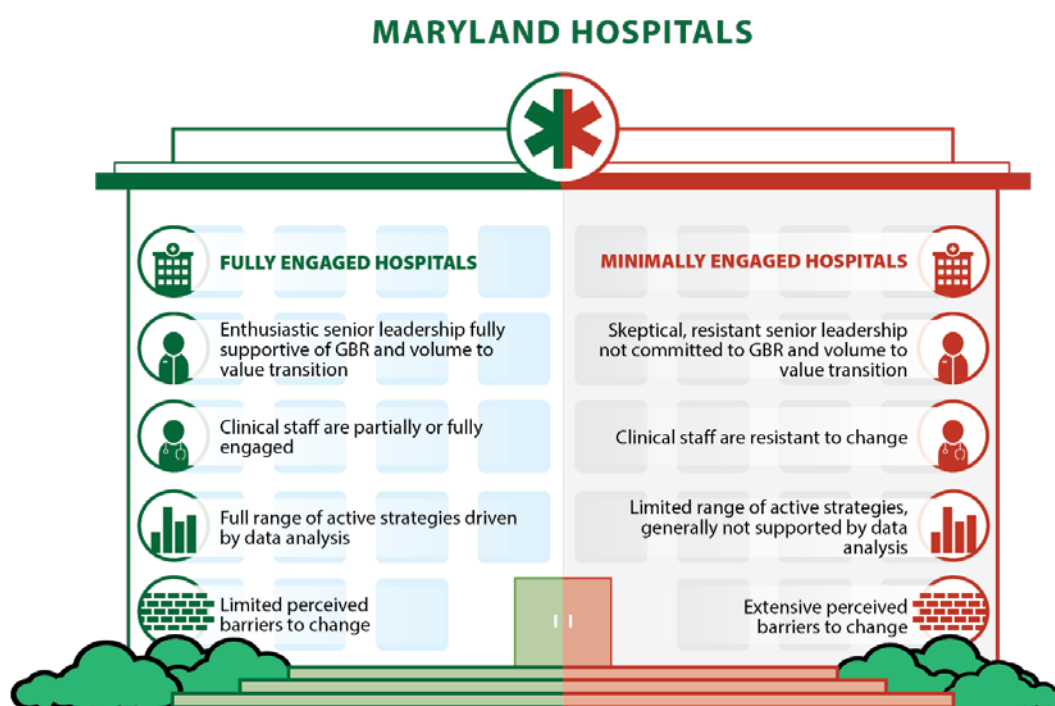 MARYLAND HOSPITALS
FULLY ENGAGED HOSPITALS
Enthusiastic senior leadership fully
supportive of GBR and volume to
value transition
Clinical staff are partially or fully
engaged
Full range of active strategies driven
by data analysis
Limited perceived
barriers to change
MINIMALLY ENGAGED HOSPITALS
Skeptical, resistant senior leadership
not committed to GBR and volume to
value transition
Clinical staff are resistant to change
Limited range of active strategies,
generally not supported by data
analysis
Extensive perceived
barriers to change